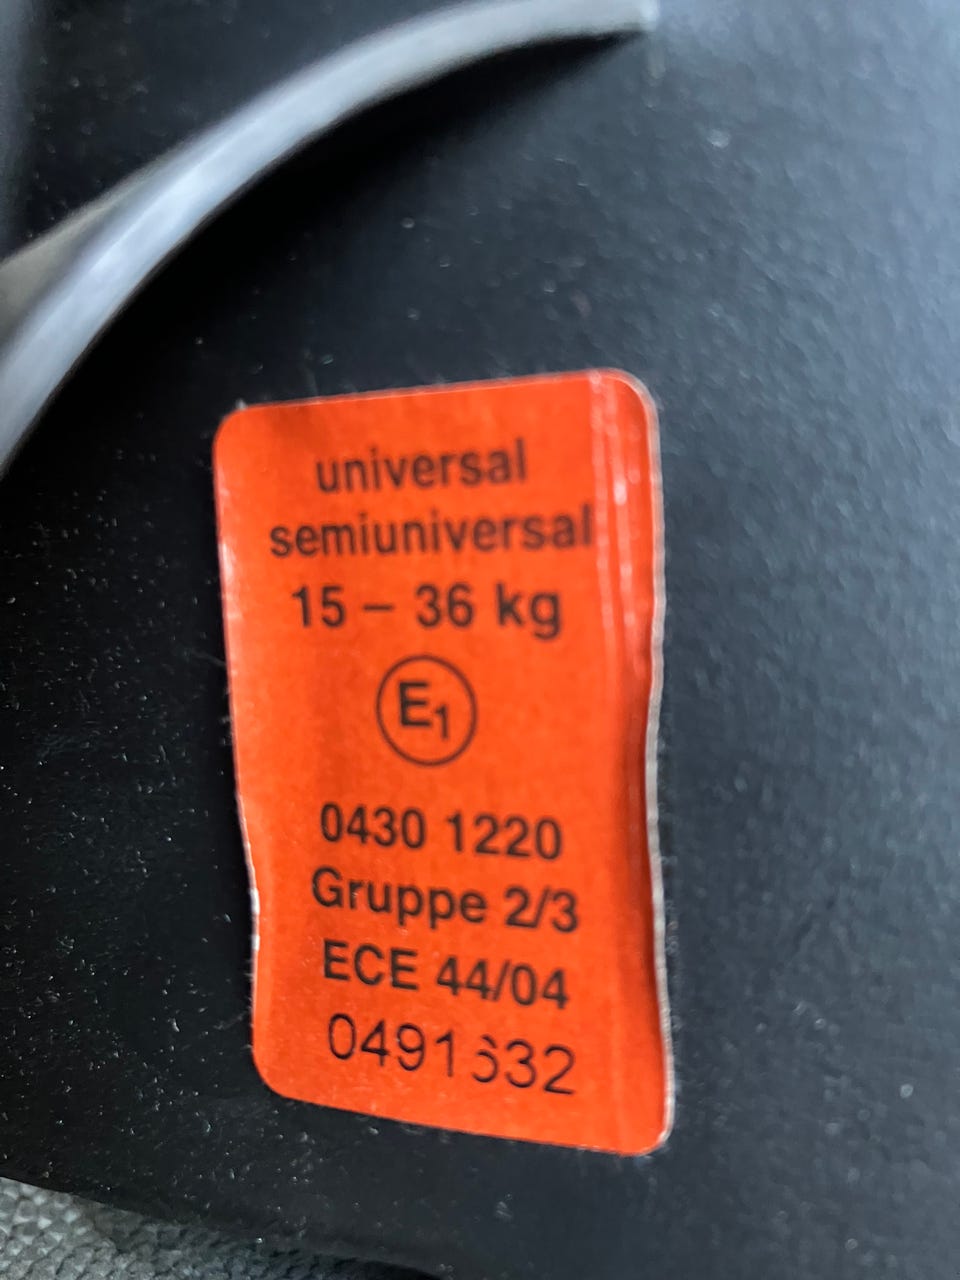 universal
semiuniversal
15 – 36 kg
E1
0430 1220
Gruppe 2/3
ECE 44/04